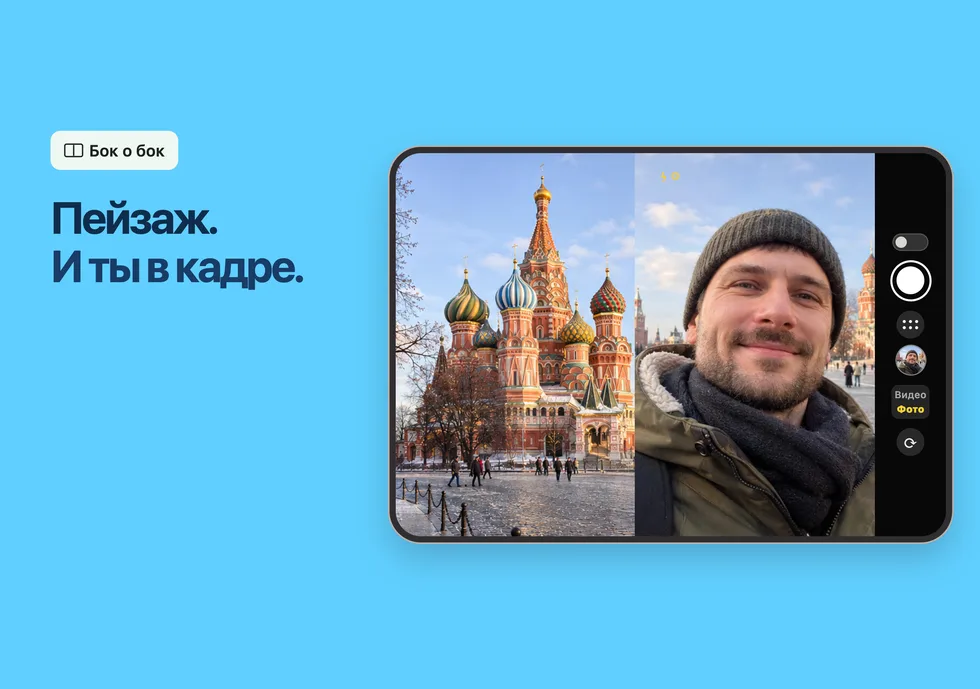 Бок о бок
Пейзаж.
И ты в кадре.
Видео
Фото